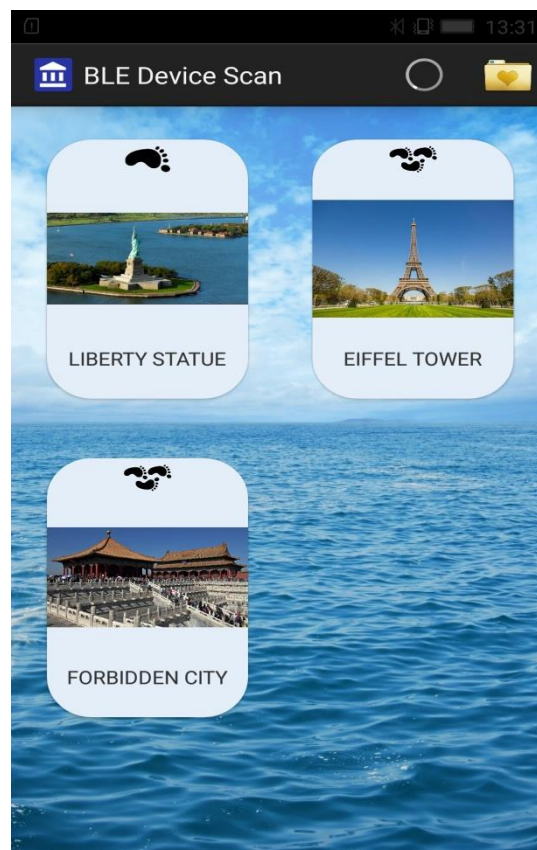 13:31
BLE Device Scan
LIBERTY STATUE
EIFFEL TOWER
FORBIDDEN CITY